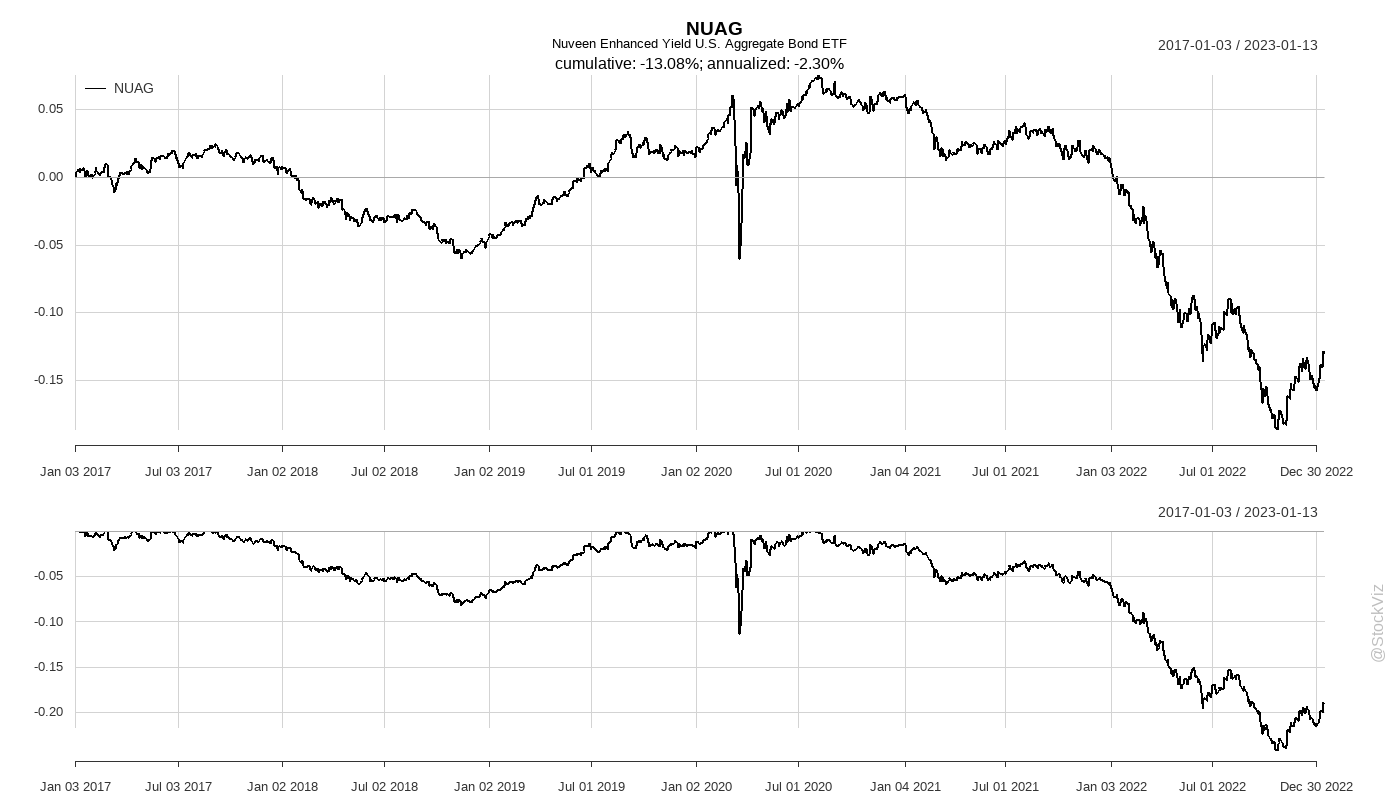 NUAG
Nuveen Enhanced Yield U.S. Aggregate Bond ETF
cumulative: -13.08%; annualized: -2.30%
2017-01-03 / 2023-01-13
NUAG
0.05
0.00
-0.05
-0.10
-0.15
Jan 03 2017 Jul 03 2017 Jan 02 2018 Jul 02 2018 Jan 02 2019 Jul 01 2019 Jan 02 2020 Jul 01 2020 Jan 04 2021 Jul 01 2021 Jan 03 2022 Jul 01 2022 Dec 30 2022
2017-01-03 / 2023-01-13
-0.05
-0.10
-0.15
-0.20
Jan 03 2017 Jul 03 2017 Jan 02 2018 Jul 02 2018 Jan 02 2019 Jul 01 2019 Jan 02 2020 Jul 01 2020 Jan 04 2021 Jul 01 2021 Jan 03 2022 Jul 01 2022 Dec 30 2022
@StockViz